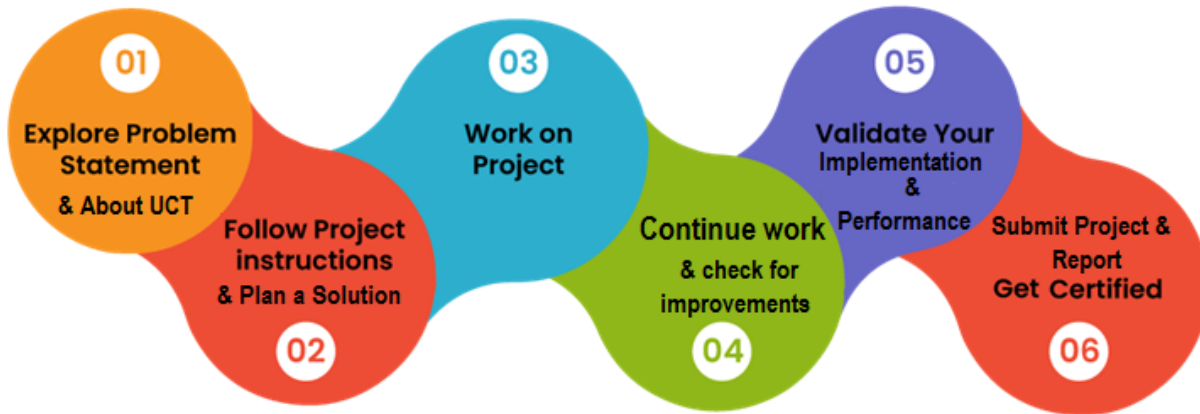 01
Explore Problem
Statement
& About UCT
Follow Project
instructions
& Plan a Solution
02
03
Work on
Project
Continue work
& check for
improvements
04
05
Validate Your
Implementation
&
Performance
Submit Project &
Report
Get Certified
06